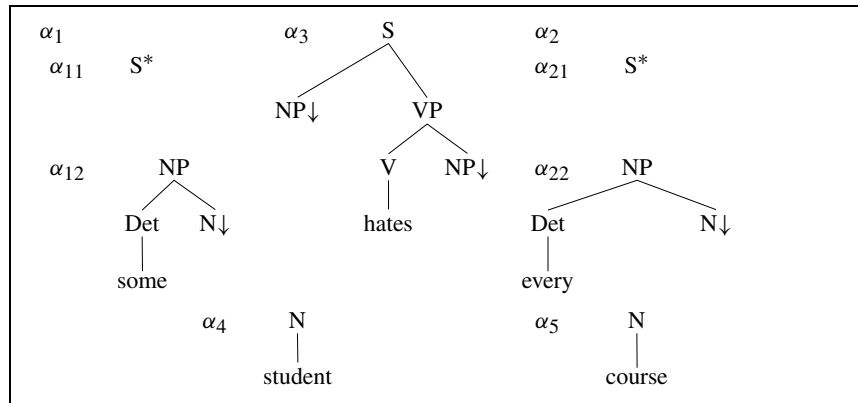 α1 α3 S α2
α11 S* α21 S*
NP↓ VP
α12 NP V NP↓ α22 NP
Det N↓ hates Det N↓
some every
α4 N α5 N
student course